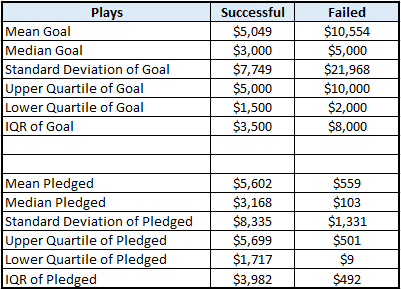 Plays Successful Failed
Mean Goal $5,049 $10,554
Median Goal $3,000 $5,000
Standard Deviation of Goal $7,749 $21,968
Upper Quartile of Goal $5,000 $10,000
Lower Quartile of Goal $1,500 $2,000
IQR of Goal $3,500 $8,000
Mean Pledged $5,602 $559
Median Pledged $3,168 $103
Standard Deviation of Pledged $8,335 $1,331
Upper Quartile of Pledged $5,699 $501
Lower Quartile of Pledged $1,717 $9
IQR of Pledged $3,982 $492